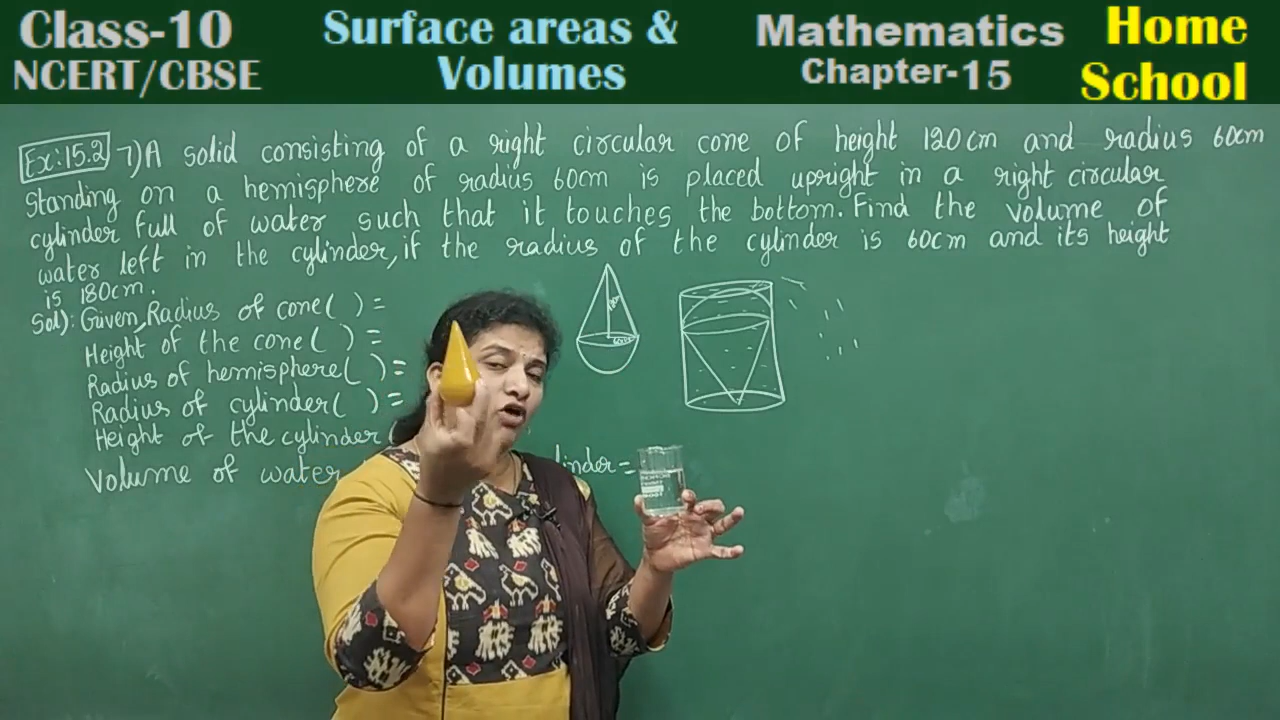 Class-10
NCERT/CBSE
Surface areas &
Volumes
Mathematics
Chapter-15
Home
School
Ex:15.2 7)A solid consisting of a right circular cone of height 120cm and radius 60cm
Standing on a hemisphere of radius 60cm is placed upright in a right circular
cylinder full of water such that it touches the bottom. Find the volume of
water left in the cylinder, if the radius of the cylinder is 60cm and its height
is 180cm.
Sol): Given, Radius of cone( ) =
Height of the cone( ) =
Radius of hemisphere( ) =
Radius of cylinder( ) =
Height of the cylinder(
Volume of water linder=